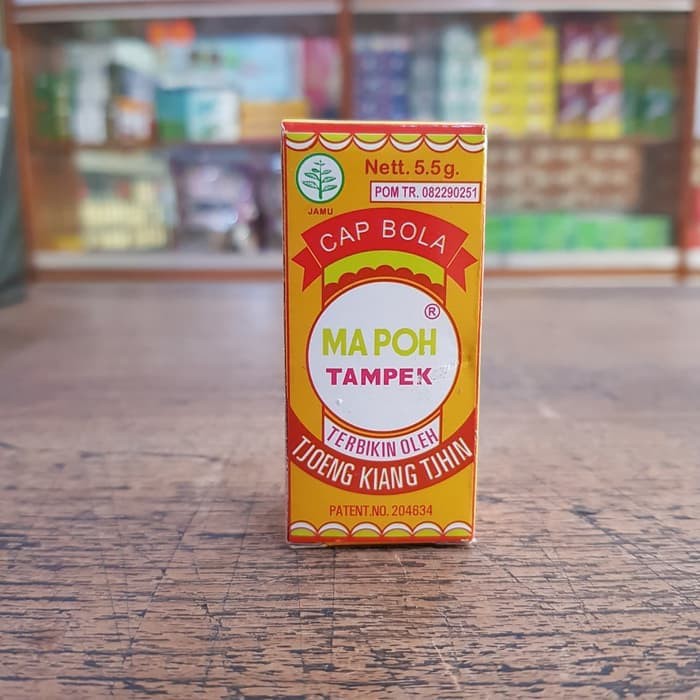 Nett. 5.5g.
POM TR. 082290251
JAMU
CAP BOLA
®
MA POH
TAMPEK
TERBIKIN OLEH
TJOENG KIANG TJHIN
PATENT.NO. 204634